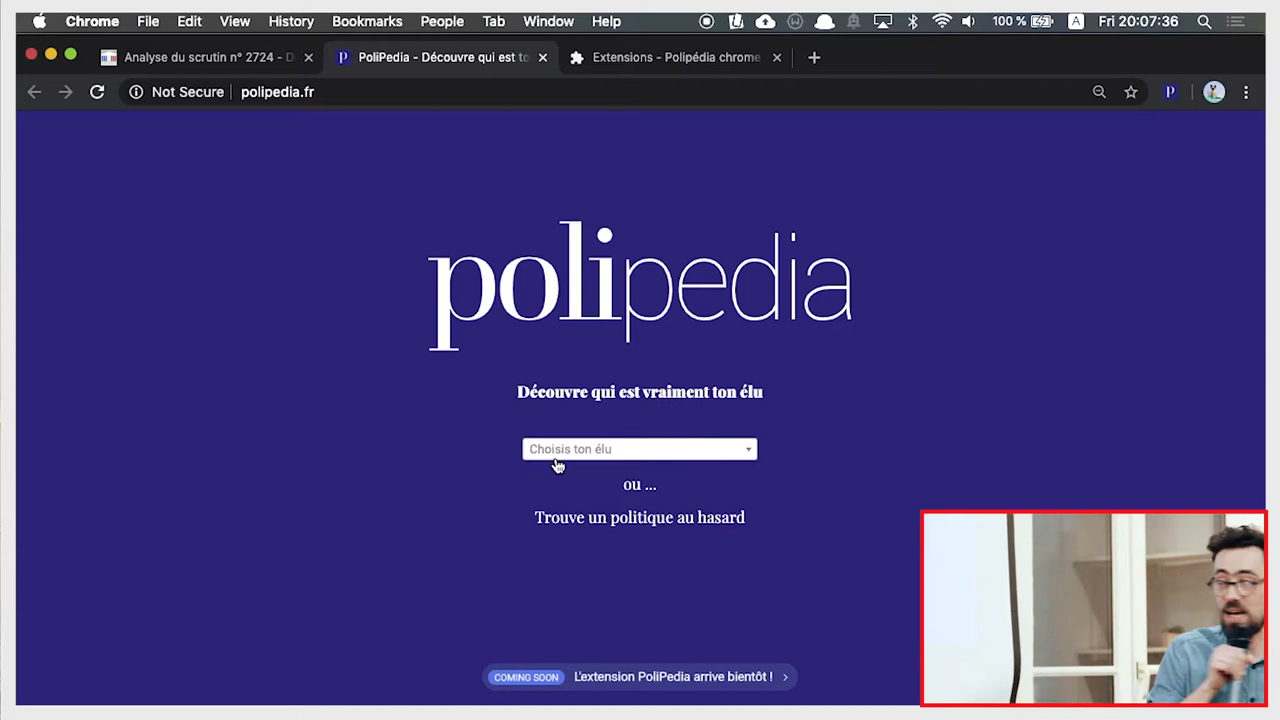 Chrome File Edit View History Bookmarks People Tab Window Help 100 % A Fri 20:07:36
Analyse du scrutin n° 2724 - D PoliPedia - Découvre qui est to Extensions - Polipédia chrome
Not Secure polipedia.fr P
polipedia
Découvre qui est vraiment ton élu
Choisis ton élu
ou ...
Trouve un politique au hasard
COMING SOON L'extension PoliPedia arrive bientôt !